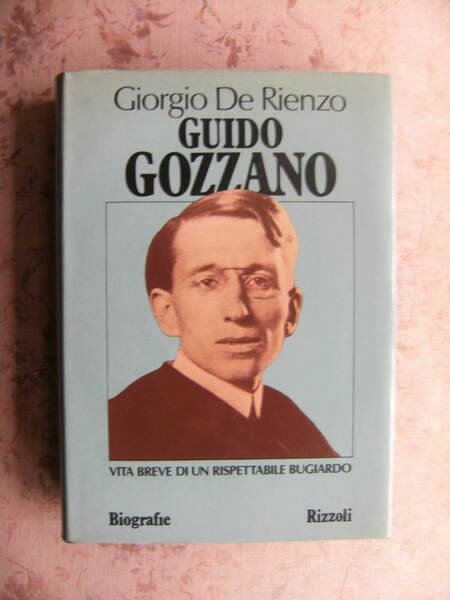 Giorgio De Rienzo
GUIDO
GOZZANO
VITA BREVE DI UN RISPETTABILE BUGIARDO
Biografie Rizzoli